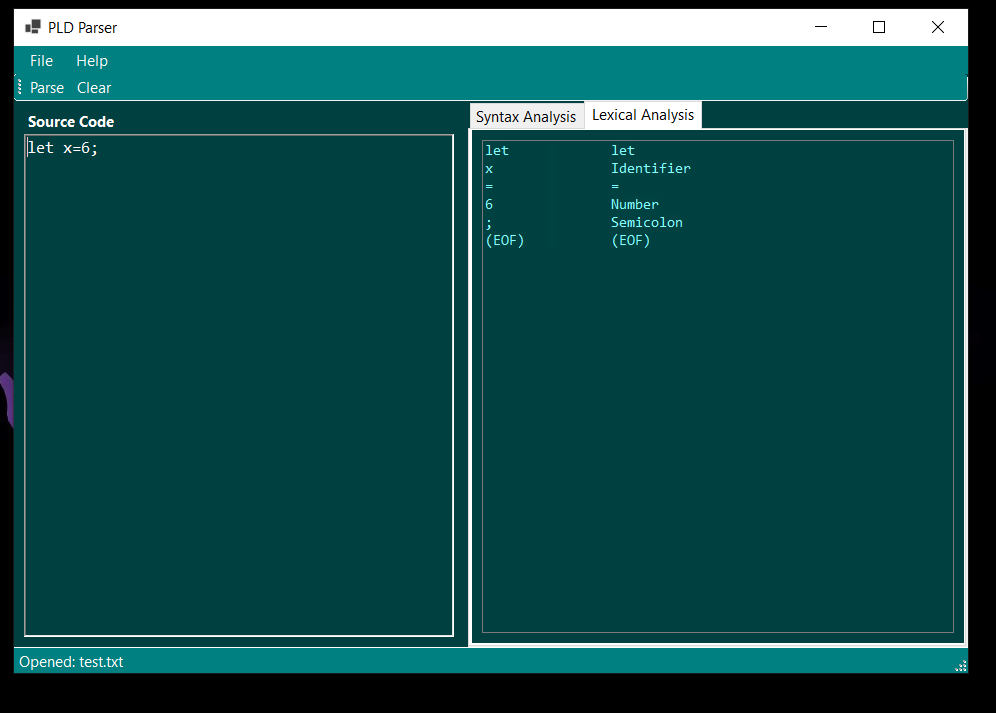 PLD Parser
File Help
Parse Clear
Source Code
let x=6;
Syntax Analysis Lexical Analysis
let let
x Identifier
= =
6 Number
; Semicolon
(EOF) (EOF)
Opened: test.txt